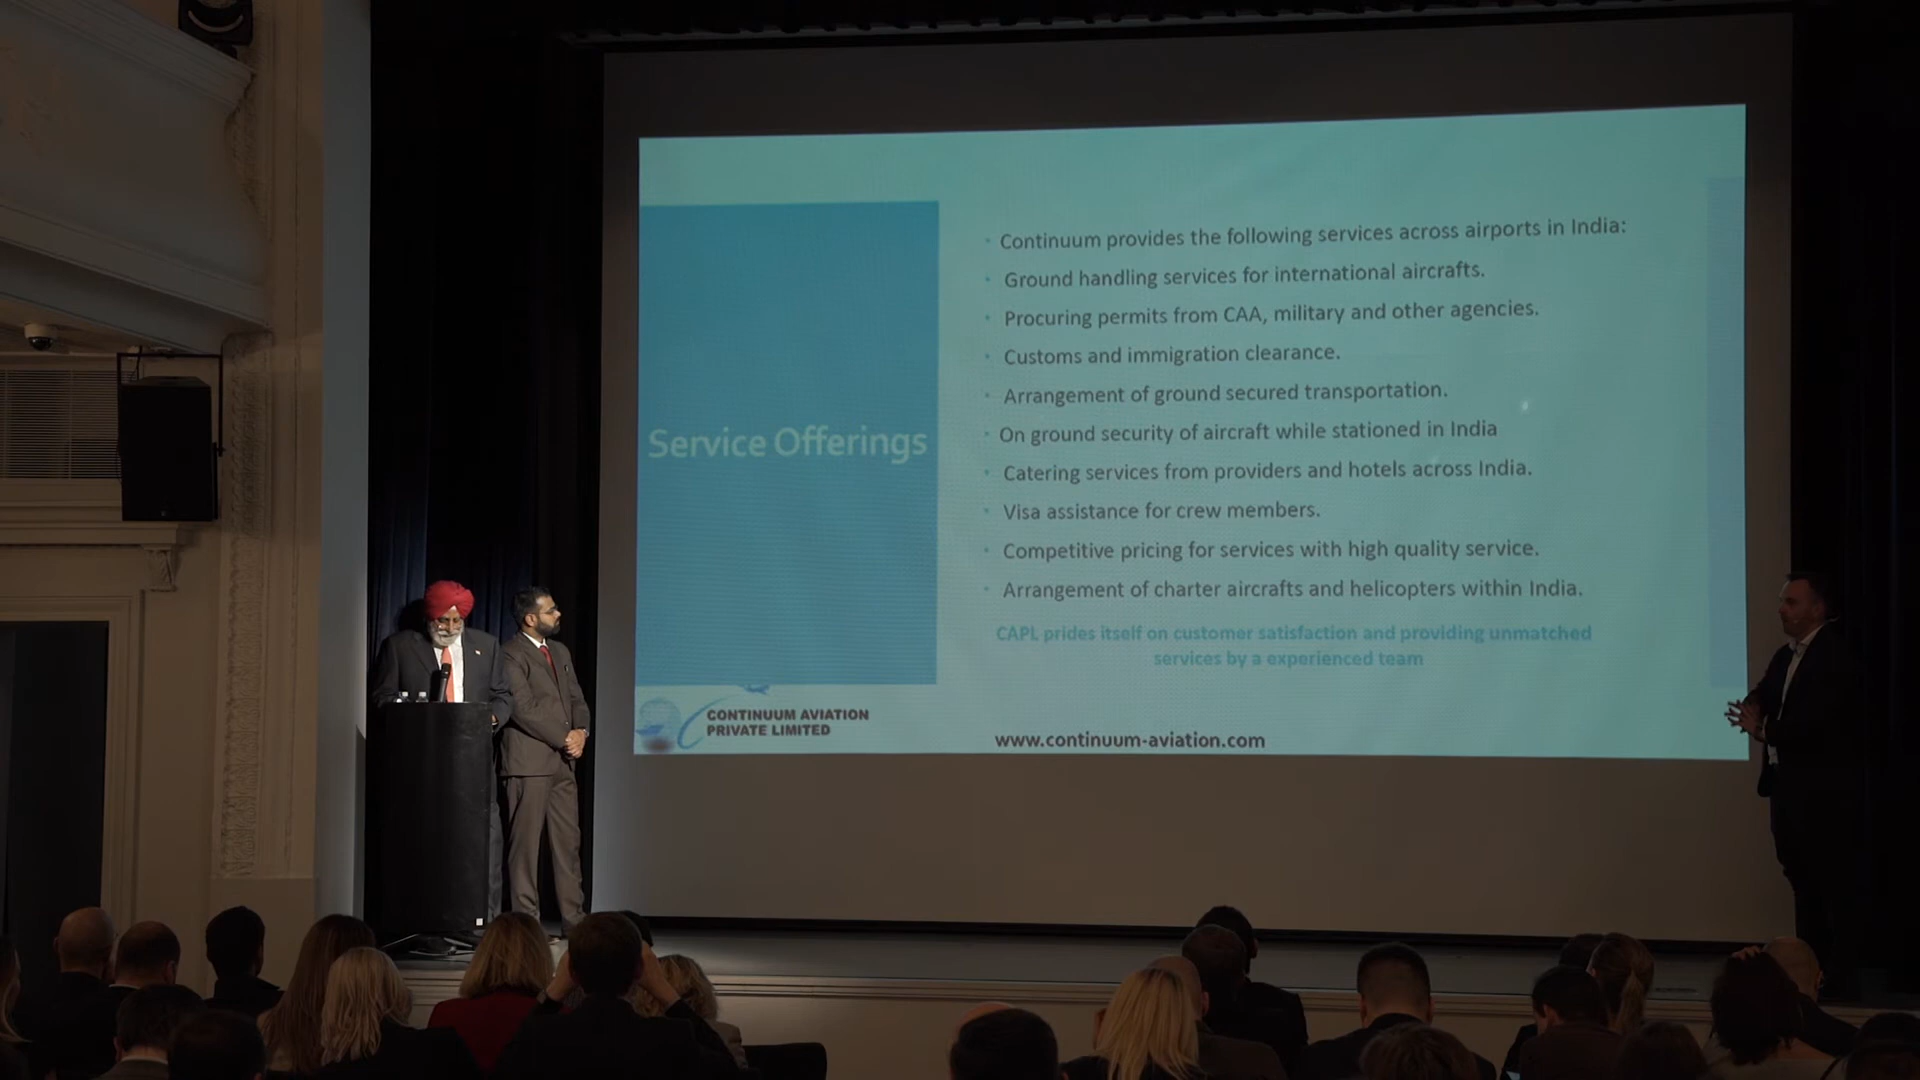 Service Offerings
Continuum provides the following services across airports in India:
Ground handling services for international aircrafts.
Procuring permits from CAA, military and other agencies.
Customs and immigration clearance.
Arrangement of ground secured transportation.
On ground security of aircraft while stationed in India
Catering services from providers and hotels across India.
Visa assistance for crew members.
Competitive pricing for services with high quality service.
Arrangement of charter aircrafts and helicopters within India.
CAPL prides itself on customer satisfaction and providing unmatched
services by a experienced team
CONTINUUM AVIATION
PRIVATE LIMITED
www.continuum-aviation.com